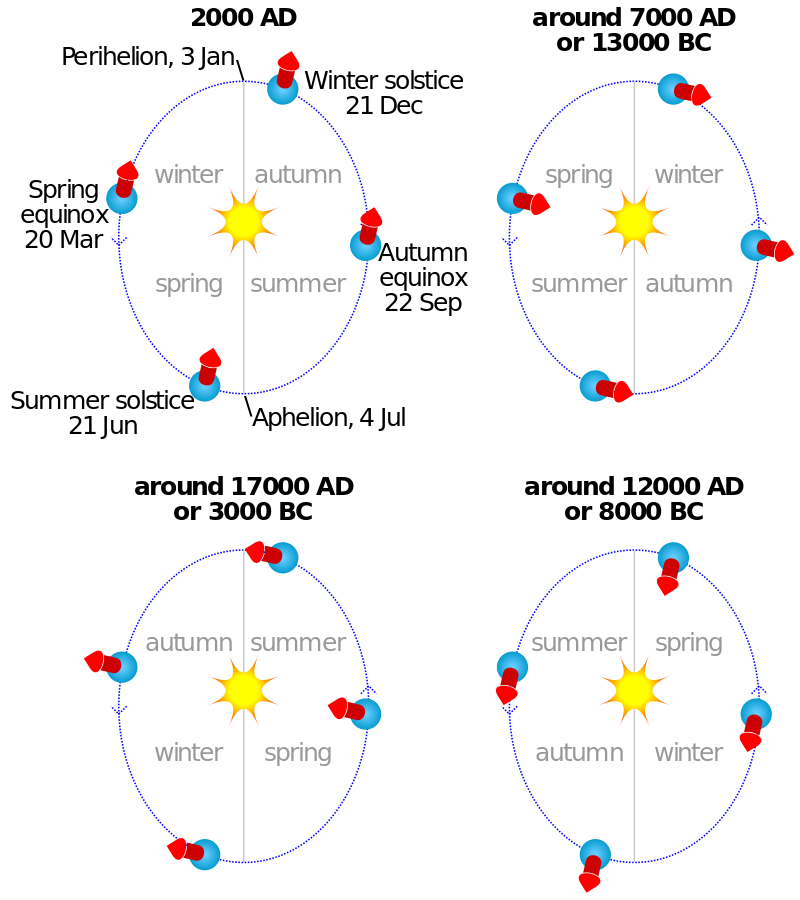 2000 AD
Perihelion, 3 Jan
Winter solstice
21 Dec
winter
autumn
Spring
equinox
20 Mar
Autumn
equinox
22 Sep
spring
summer
Summer solstice
21 Jun
Aphelion, 4 Jul
around 7000 AD
or 13000 BC
spring
winter
summer
autumn
around 17000 AD
or 3000 BC
autumn
summer
winter
spring
around 12000 AD
or 8000 BC
summer
spring
autumn
winter